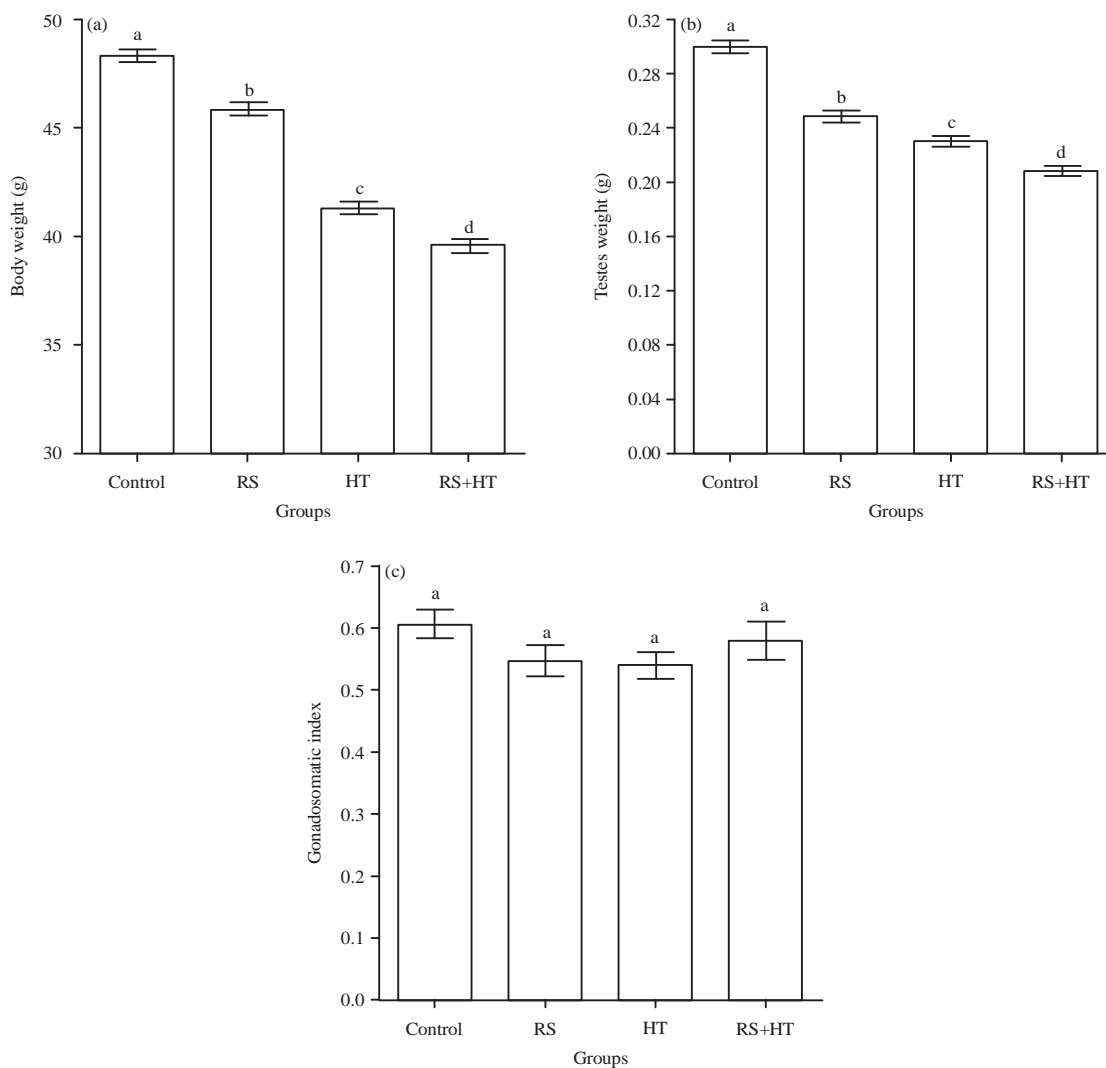 (a)
50
45
40
35
30
Body weight (g)
a
b
c
d
Control RS HT RS+HT
Groups
(b)
0.32
0.28
0.24
0.20
0.16
0.12
0.08
0.04
0.00
Testes weight (g)
a
b
c
d
Control RS HT RS+HT
Groups
(c)
0.7
0.6
0.5
0.4
0.3
0.2
0.1
0.0
Gonadosomatic index
a
a
a
a
Control RS HT RS+HT
Groups